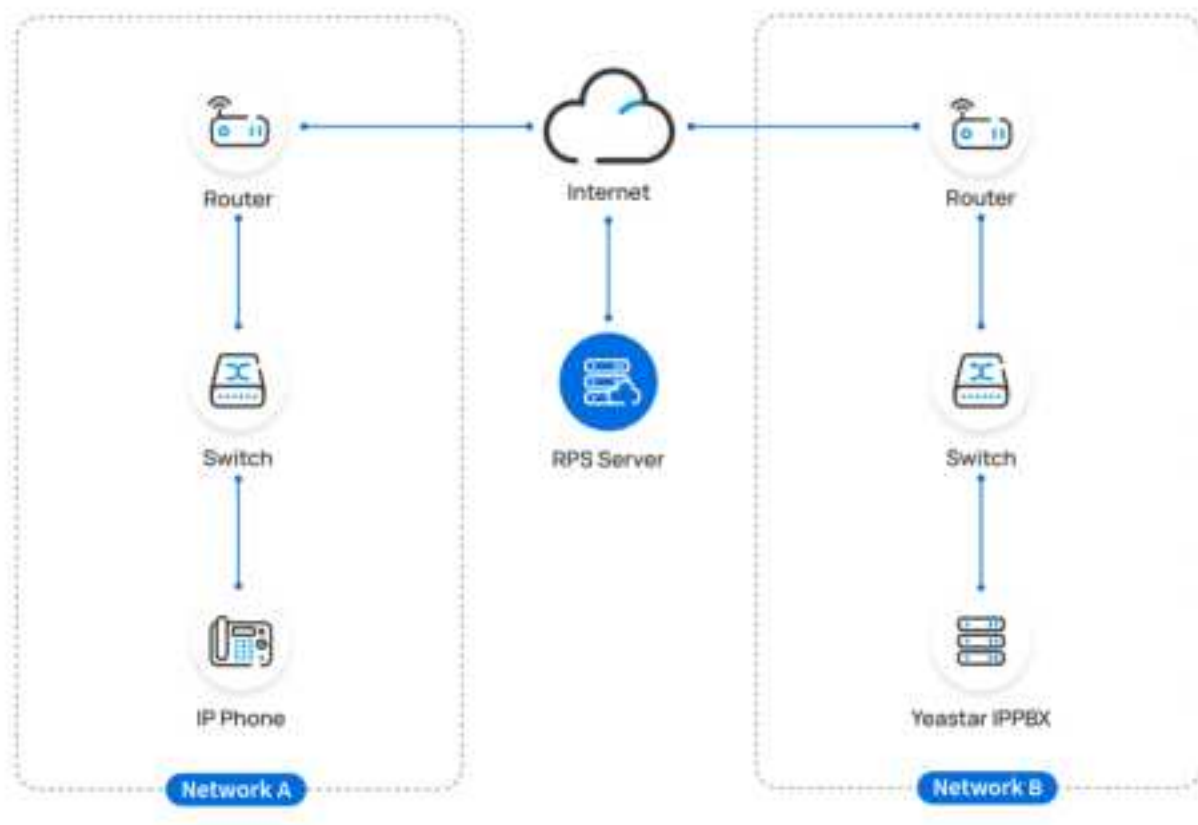 Router
Internet
Router
Switch
RPS Server
Switch
IP Phone
Yeastar IPPBX
Network A
Network B